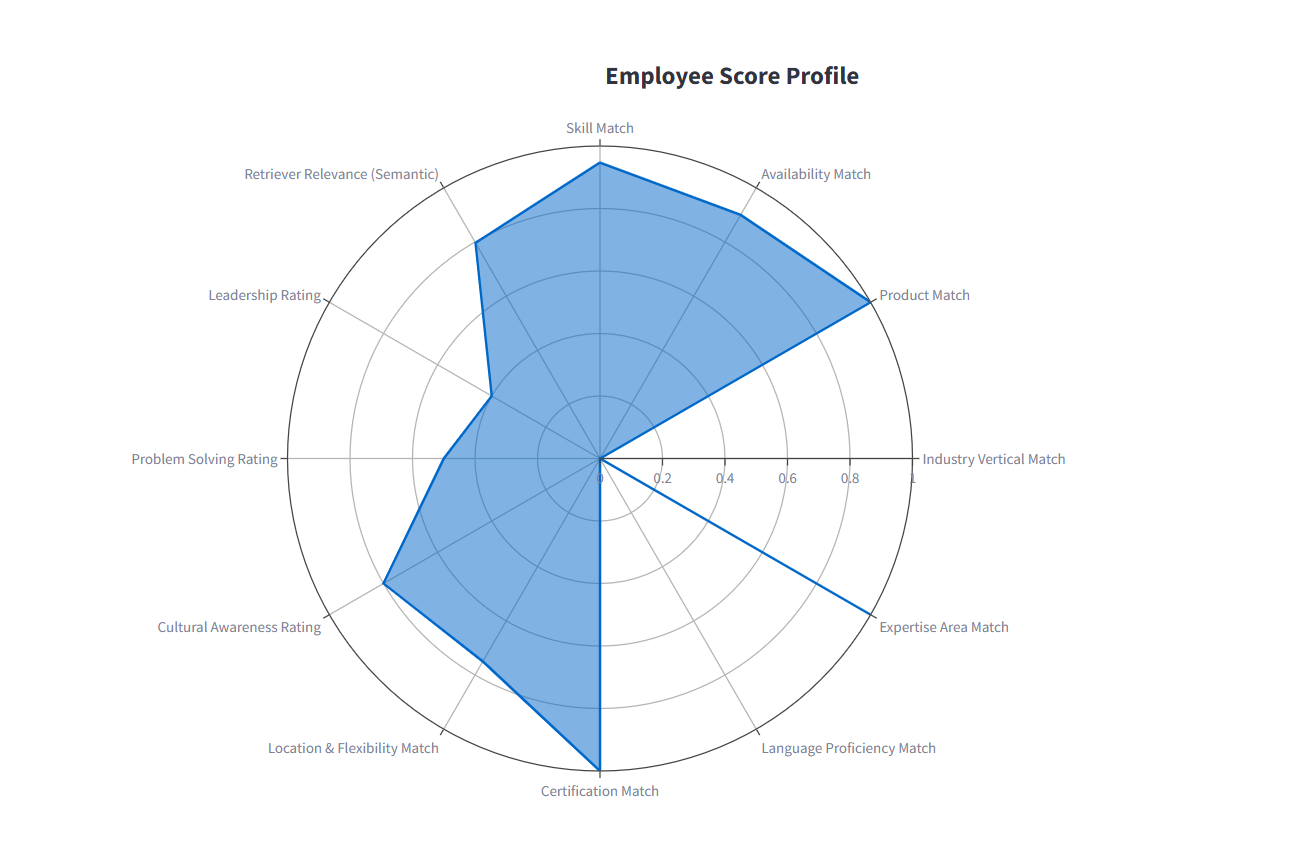 Employee Score Profile
Skill Match
Retriever Relevance (Semantic)
Availability Match
Leadership Rating
Product Match
Problem Solving Rating
Industry Vertical Match
0 0.2 0.4 0.6 0.8 1
Cultural Awareness Rating
Expertise Area Match
Location & Flexibility Match
Language Proficiency Match
Certification Match